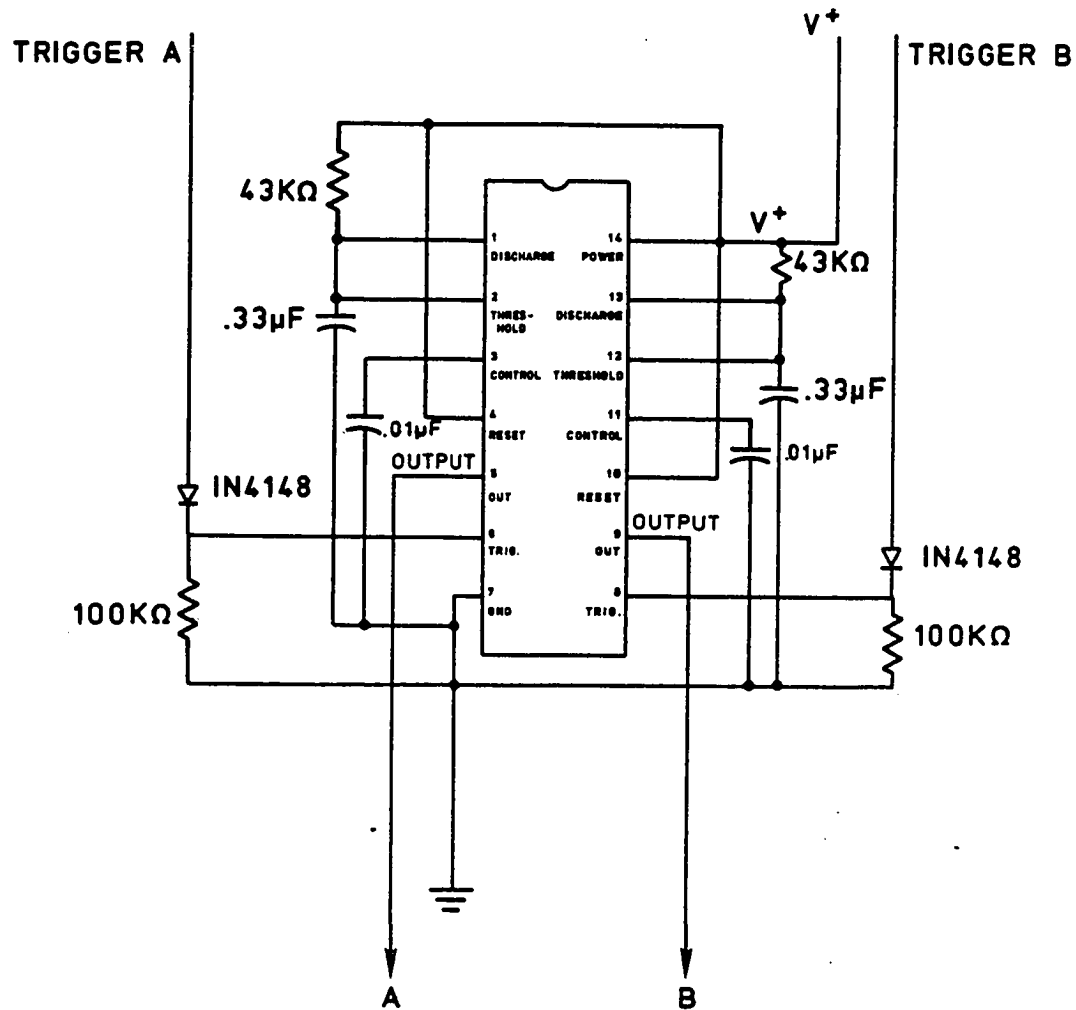 V+
TRIGGER A
TRIGGER B
43KΩ
V+
43KΩ
1
14
DISCHARGE
POWER
2
13
THRES-
HOLD
DISCHARGE
.33µF
3
12
CONTROL
THRESHOLD
.33µF
4
11
.01µF
RESET
CONTROL
.01µF
OUTPUT
5
10
IN4148
OUT
RESET
OUTPUT
6
9
TRIG.
OUT
IN4148
7
8
100KΩ
GND
TRIG.
100KΩ
A
B